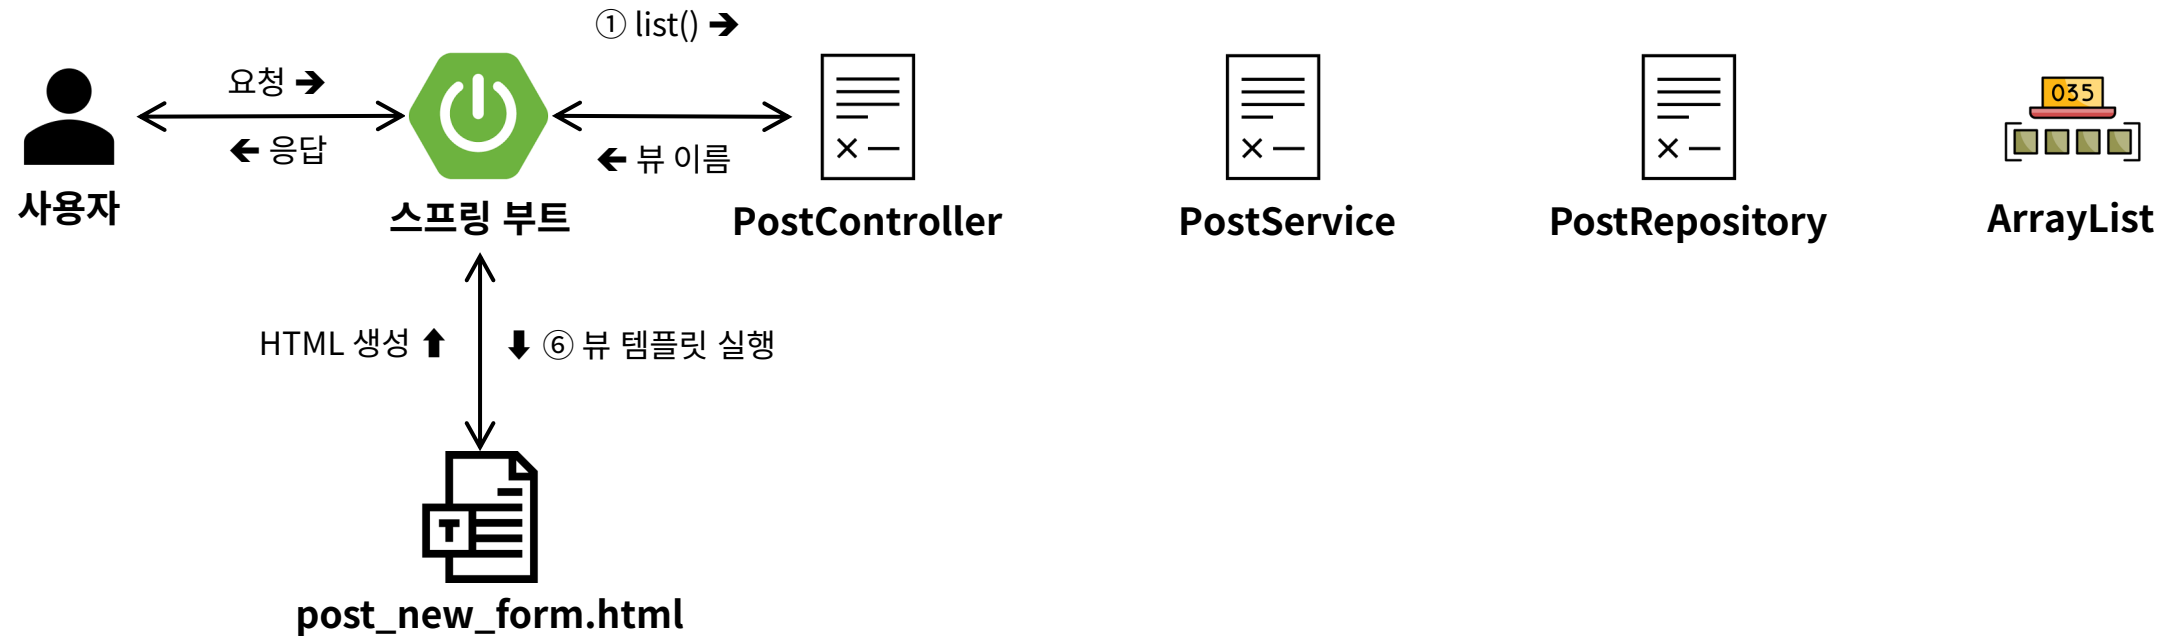 ① list() 🡺
요청 🡺
🡸 응답
🡸 뷰 이름
035
사용자
스프링 부트
PostController
PostService
PostRepository
ArrayList
HTML 생성 🡹
🡻 ⑥ 뷰 템플릿 실행
T
post_new_form.html